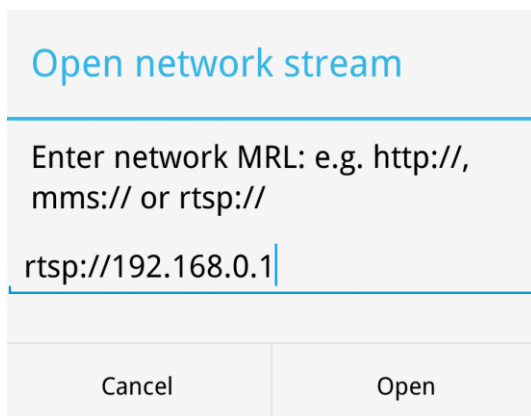 Open network stream
Enter network MRL: e.g. http://,
mms:// or rtsp://
rtsp://192.168.0.1
Cancel
Open